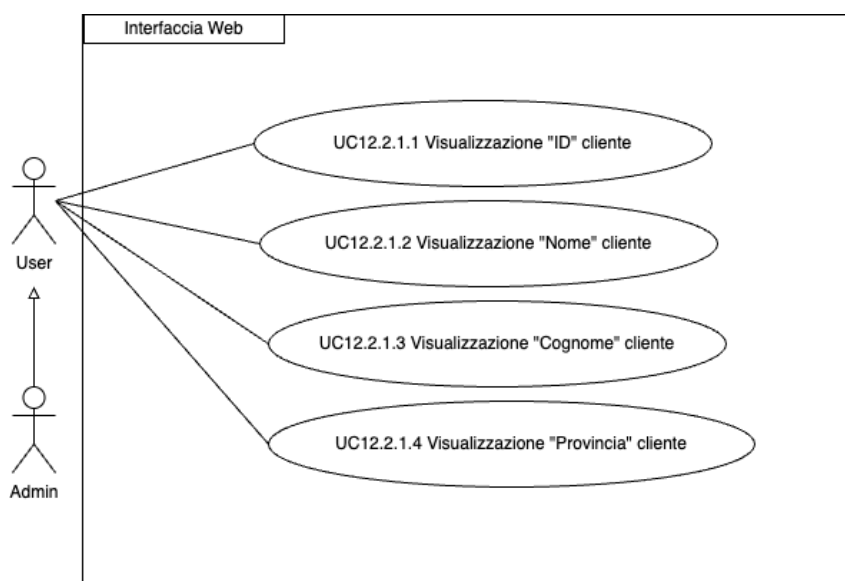 Interfaccia Web
UC12.2.1.1 Visualizzazione "ID" cliente
UC12.2.1.2 Visualizzazione "Nome" cliente
User
UC12.2.1.3 Visualizzazione "Cognome" cliente
UC12.2.1.4 Visualizzazione "Provincia" cliente
Admin